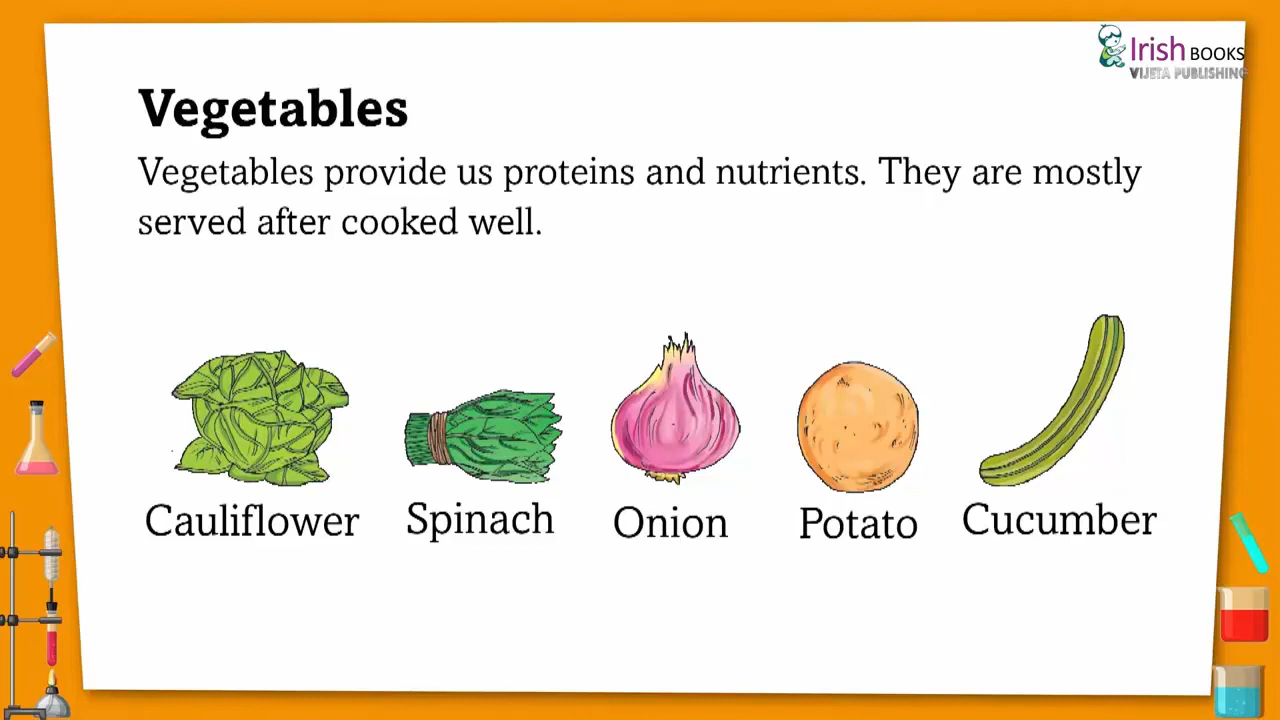 Irish BOOKS
VIJETA PUBLISHING
Vegetables
Vegetables provide us proteins and nutrients. They are mostly
served after cooked well.
Cauliflower Spinach Onion Potato Cucumber